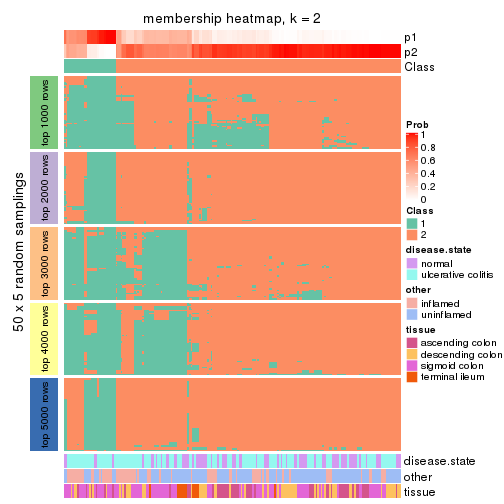 membership heatmap, k = 2
p1
p2
Class
50 x 5 random samplings
top 1000 rows
top 2000 rows
top 3000 rows
top 4000 rows
top 5000 rows
Prob
1
0.8
0.6
0.4
0.2
0
Class
1
2
disease.state
normal
ulcerative colitis
other
inflamed
uninflamed
tissue
ascending colon
descending colon
sigmoid colon
terminal ileum
disease.state
other
tissue